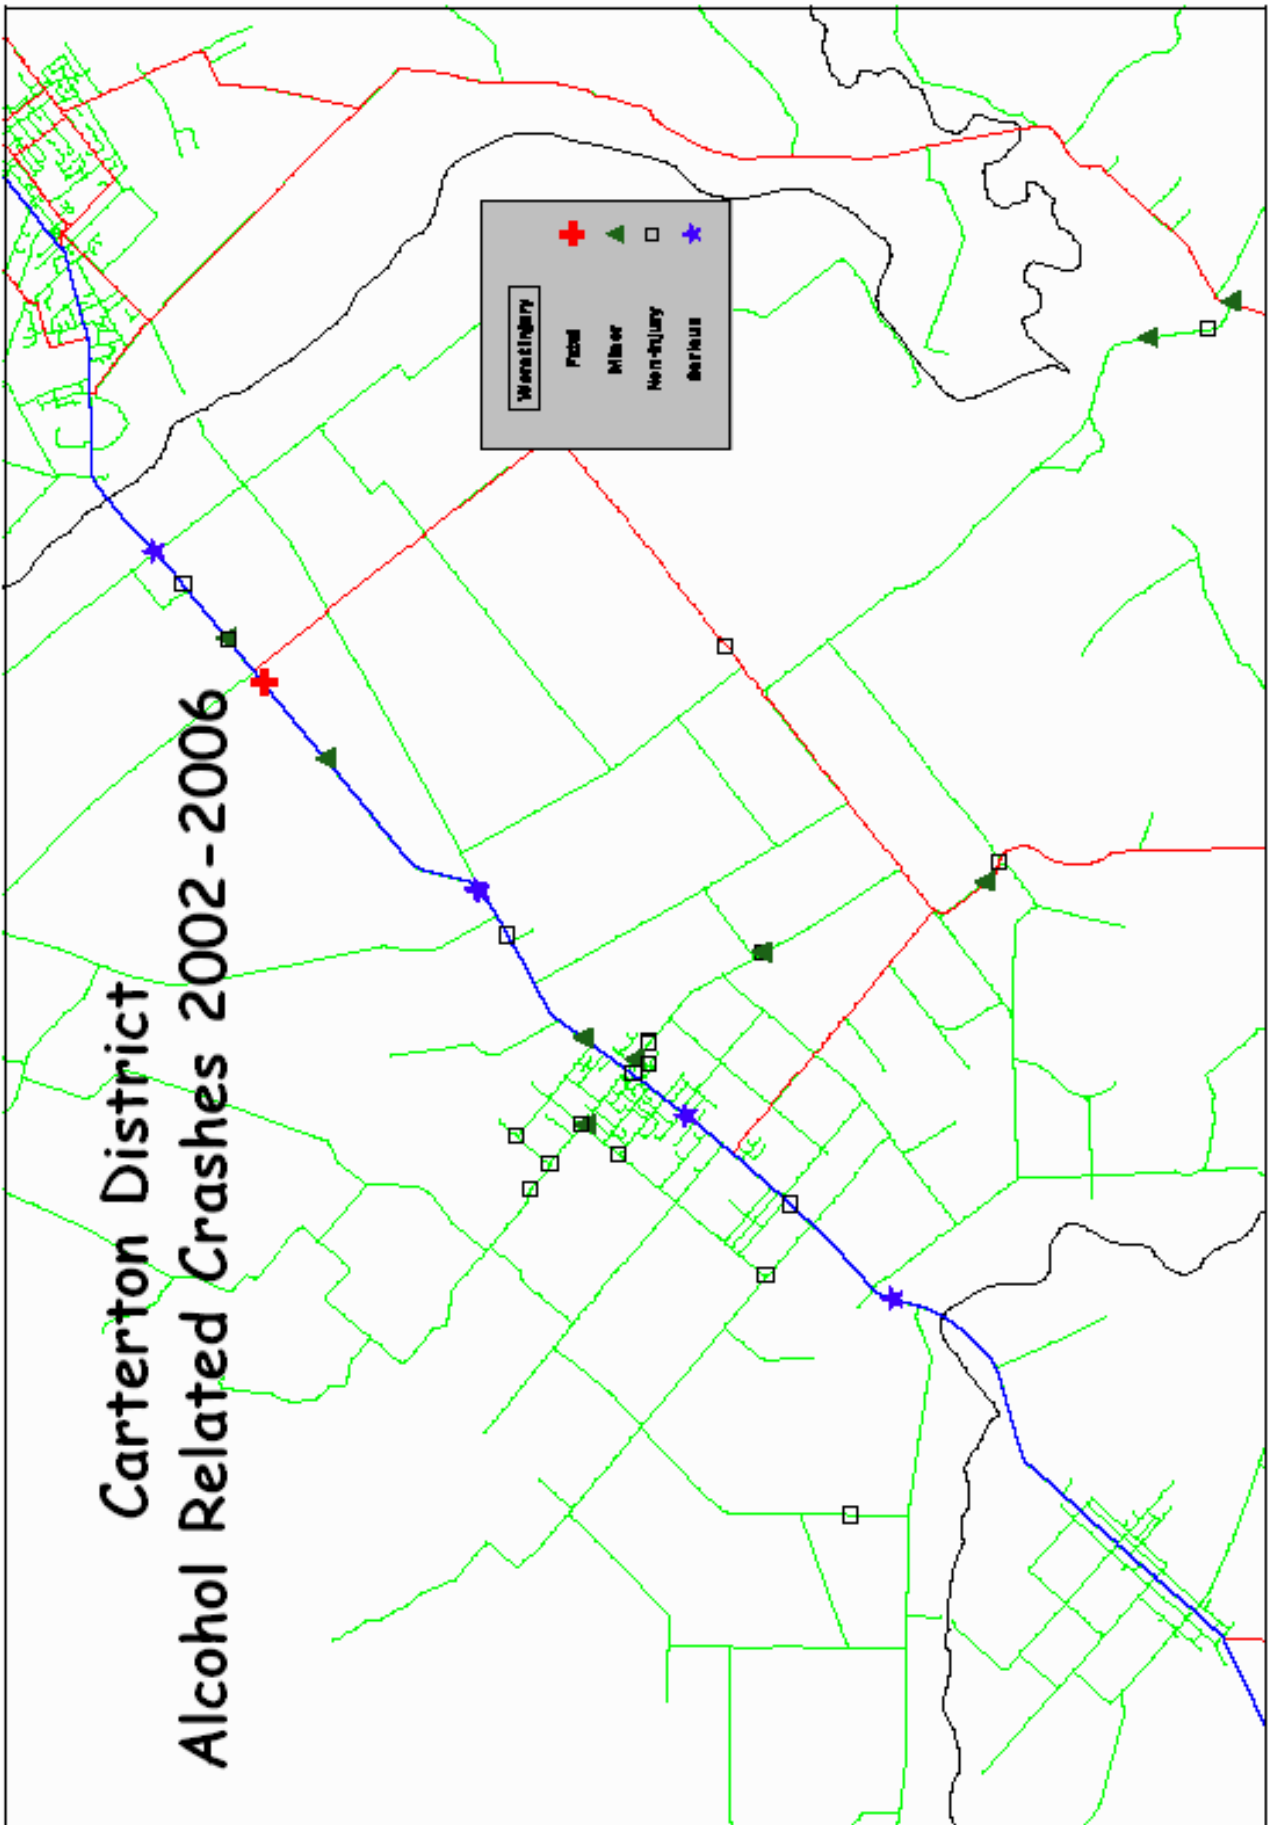 Carterton District
Alcohol Related Crashes 2002-2006
Worst Injury
Fatal
Minor
Non-injury
Serious